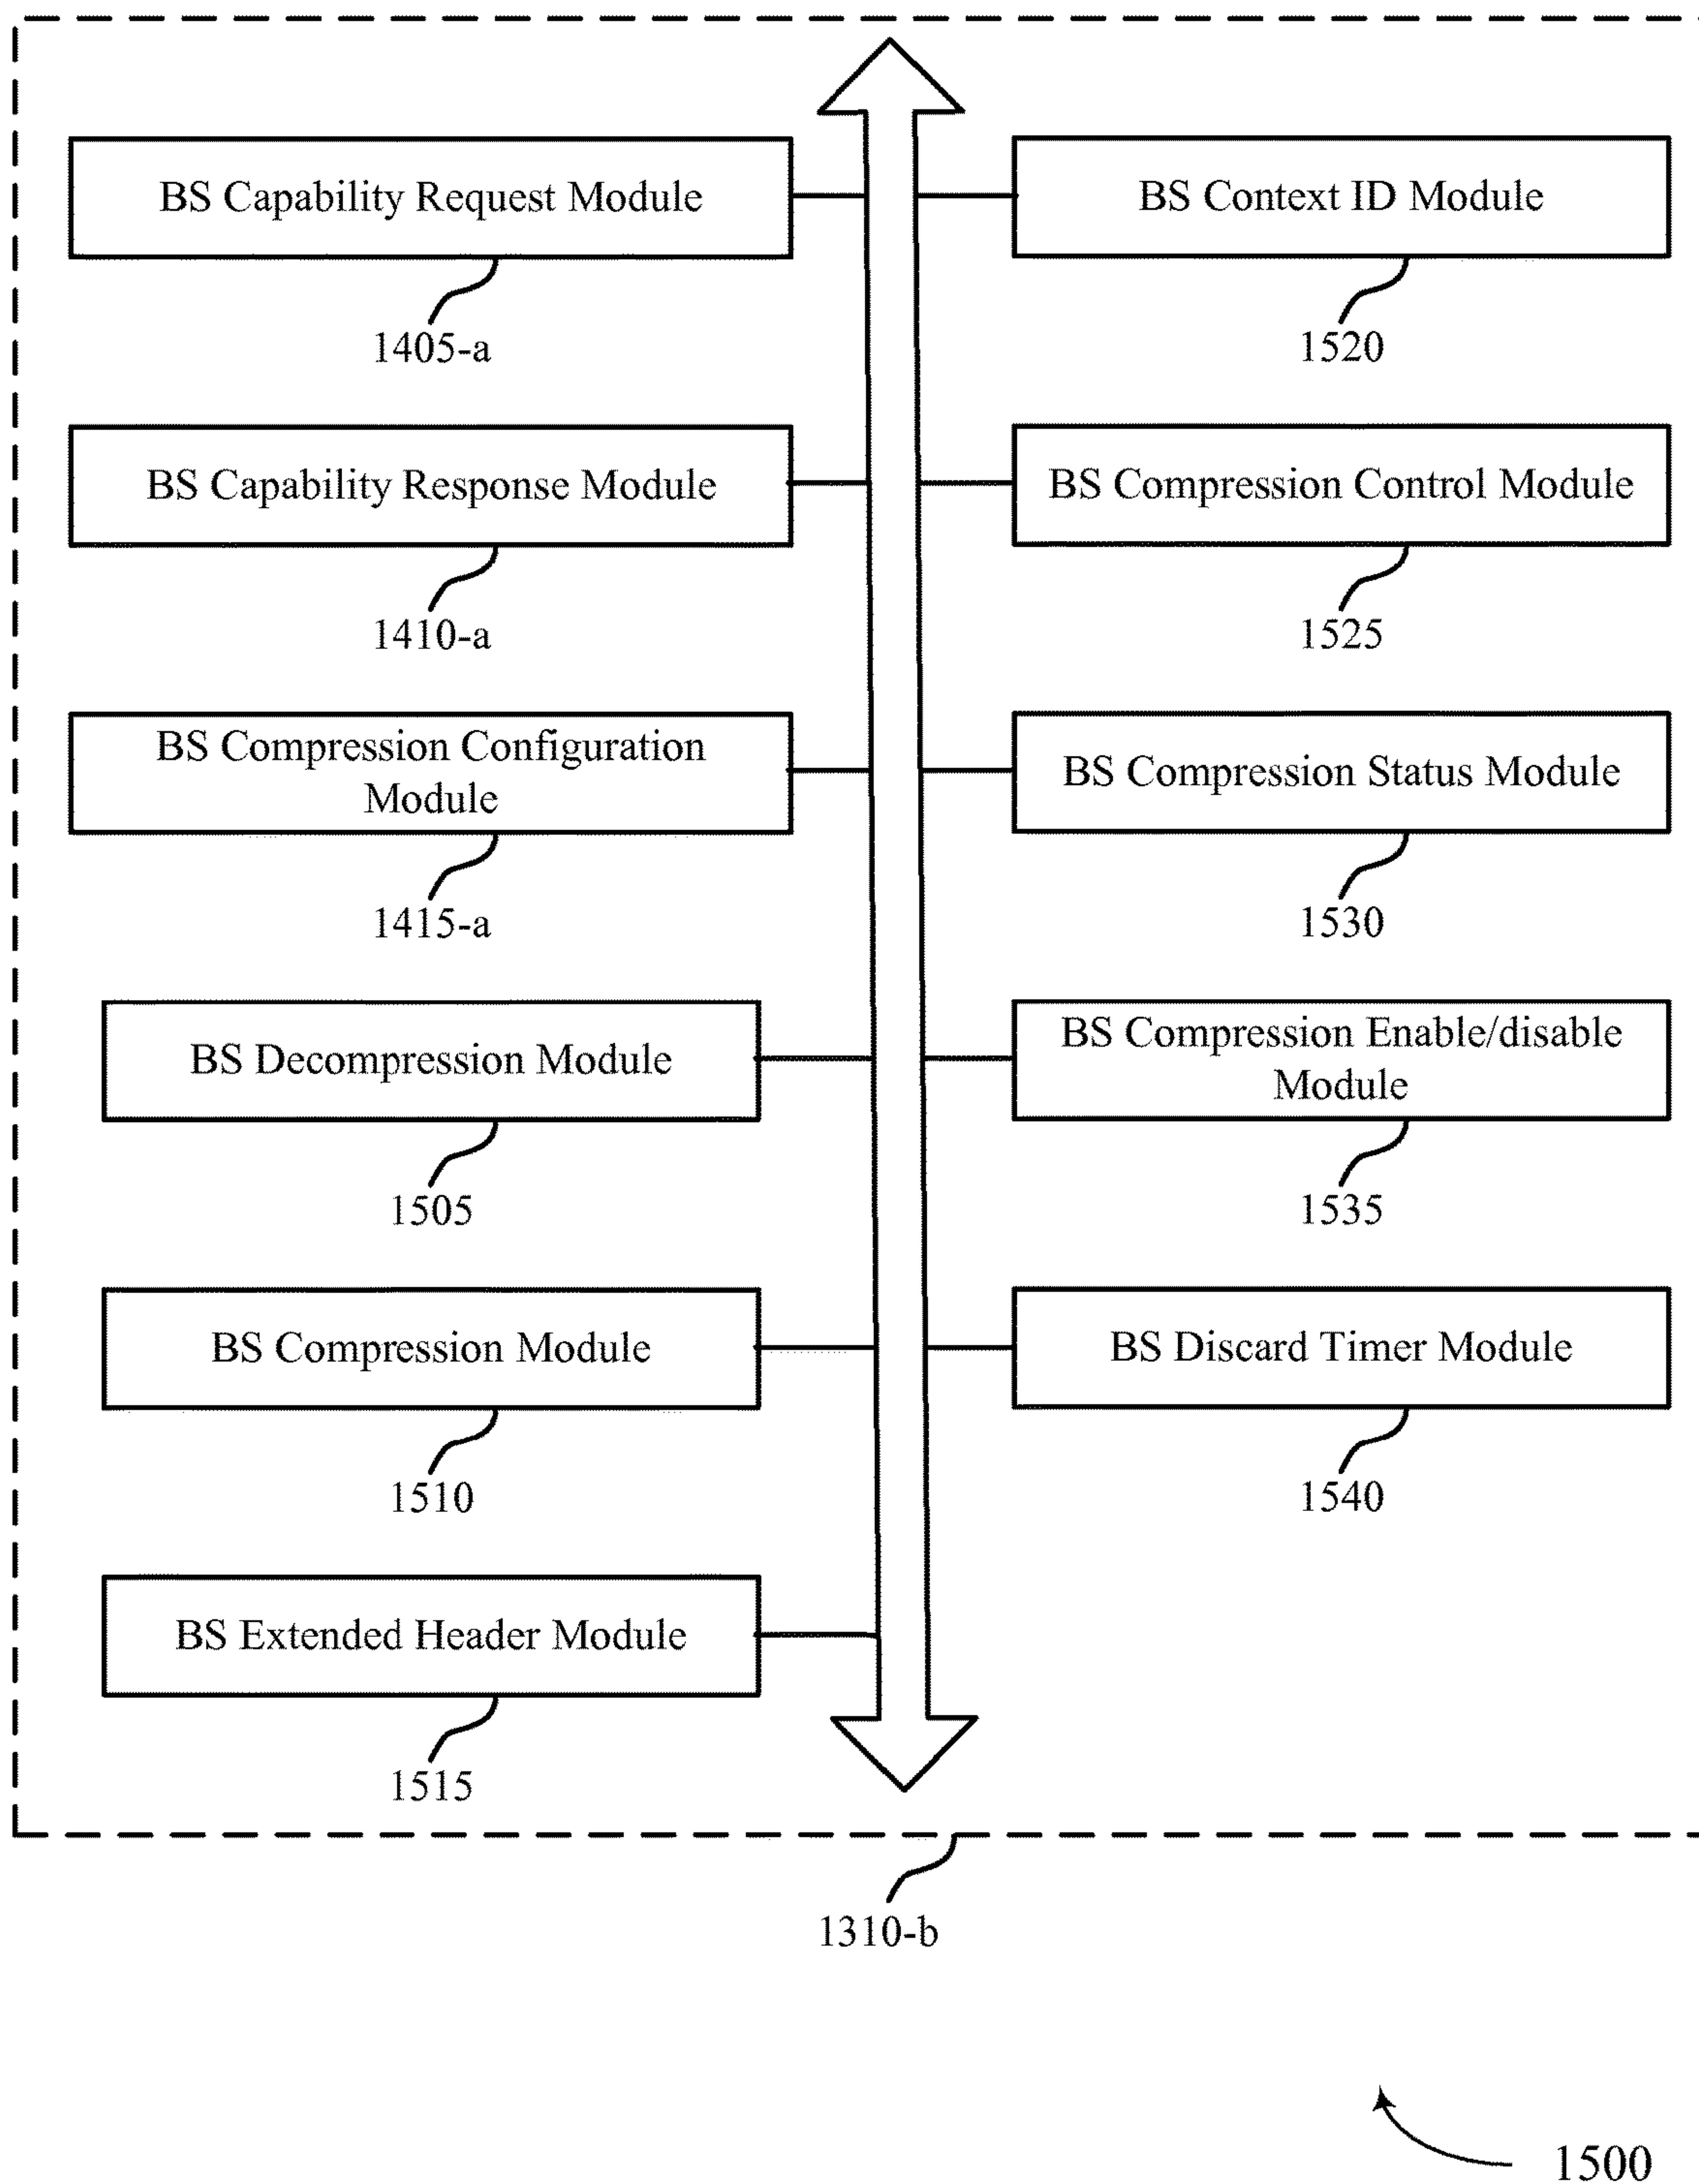 BS Capability Request Module
1405-a
BS Capability Response Module
1410-a
BS Compression Configuration
Module
1415-a
BS Decompression Module
1505
BS Compression Module
1510
BS Extended Header Module
1515
BS Context ID Module
1520
BS Compression Control Module
1525
BS Compression Status Module
1530
BS Compression Enable/disable
Module
1535
BS Discard Timer Module
1540
1310-b
1500